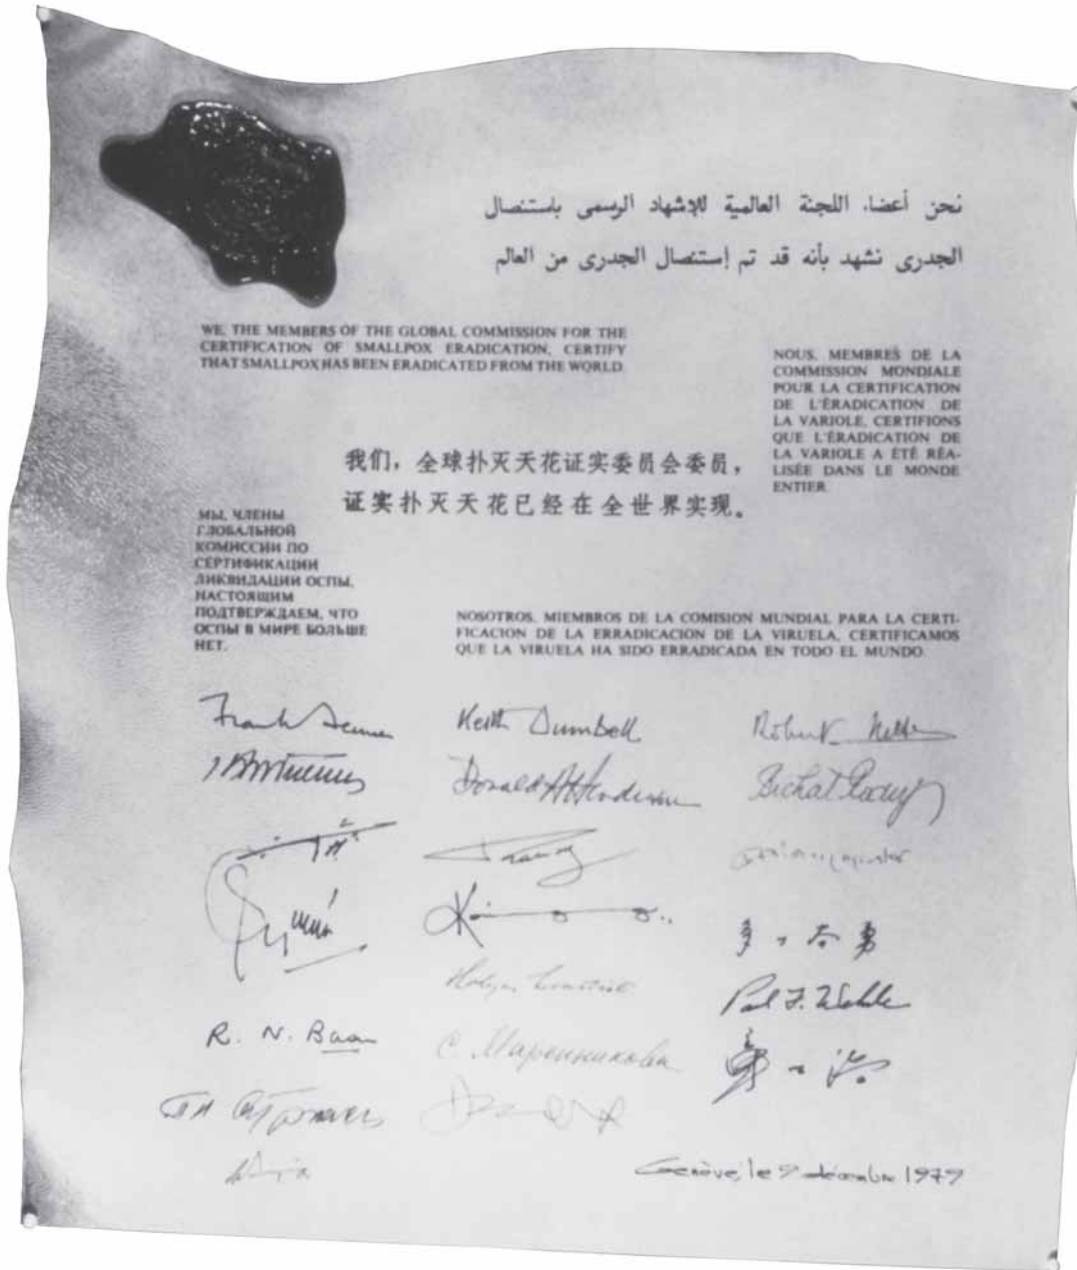 نحن أعضاء اللجنة العالمية للإشهاد الرسمى باستئصال
الجدرى نشهد بأنه قد تم إستئصال الجدرى من العالم
WE, THE MEMBERS OF THE GLOBAL COMMISSION FOR THE
CERTIFICATION OF SMALLPOX ERADICATION, CERTIFY
THAT SMALLPOX HAS BEEN ERADICATED FROM THE WORLD.
NOUS, MEMBRES DE LA
COMMISSION MONDIALE
POUR LA CERTIFICATION
DE L'ÉRADICATION DE
LA VARIOLE, CERTIFIONS
QUE L'ÉRADICATION DE
LA VARIOLE A ÉTÉ RÉA-
LISÉE DANS LE MONDE
ENTIER.
我们，全球扑灭天花证实委员会委员，
证实扑灭天花已经在全世界实现。
МЫ, ЧЛЕНЫ
ГЛОБАЛЬНОЙ
КОМИССИИ ПО
СЕРТИФИКАЦИИ
ЛИКВИДАЦИИ ОСПЫ,
НАСТОЯЩИМ
ПОДТВЕРЖДАЕМ, ЧТО
ОСПЫ В МИРЕ БОЛЬШЕ
НЕТ.
NOSOTROS, MIEMBROS DE LA COMISION MUNDIAL PARA LA CERTI-
FICACION DE LA ERRADICACION DE LA VIRUELA, CERTIFICAMOS
QUE LA VIRUELA HA SIDO ERRADICADA EN TODO EL MUNDO.
Frank Fenner Keith Dumbell Robert Netter
Donald A Henderson Bichat Rodrigues
Paul F. Wehrle
R. N. Basu С. Маренникова
Genève, le 9 décembre 1979